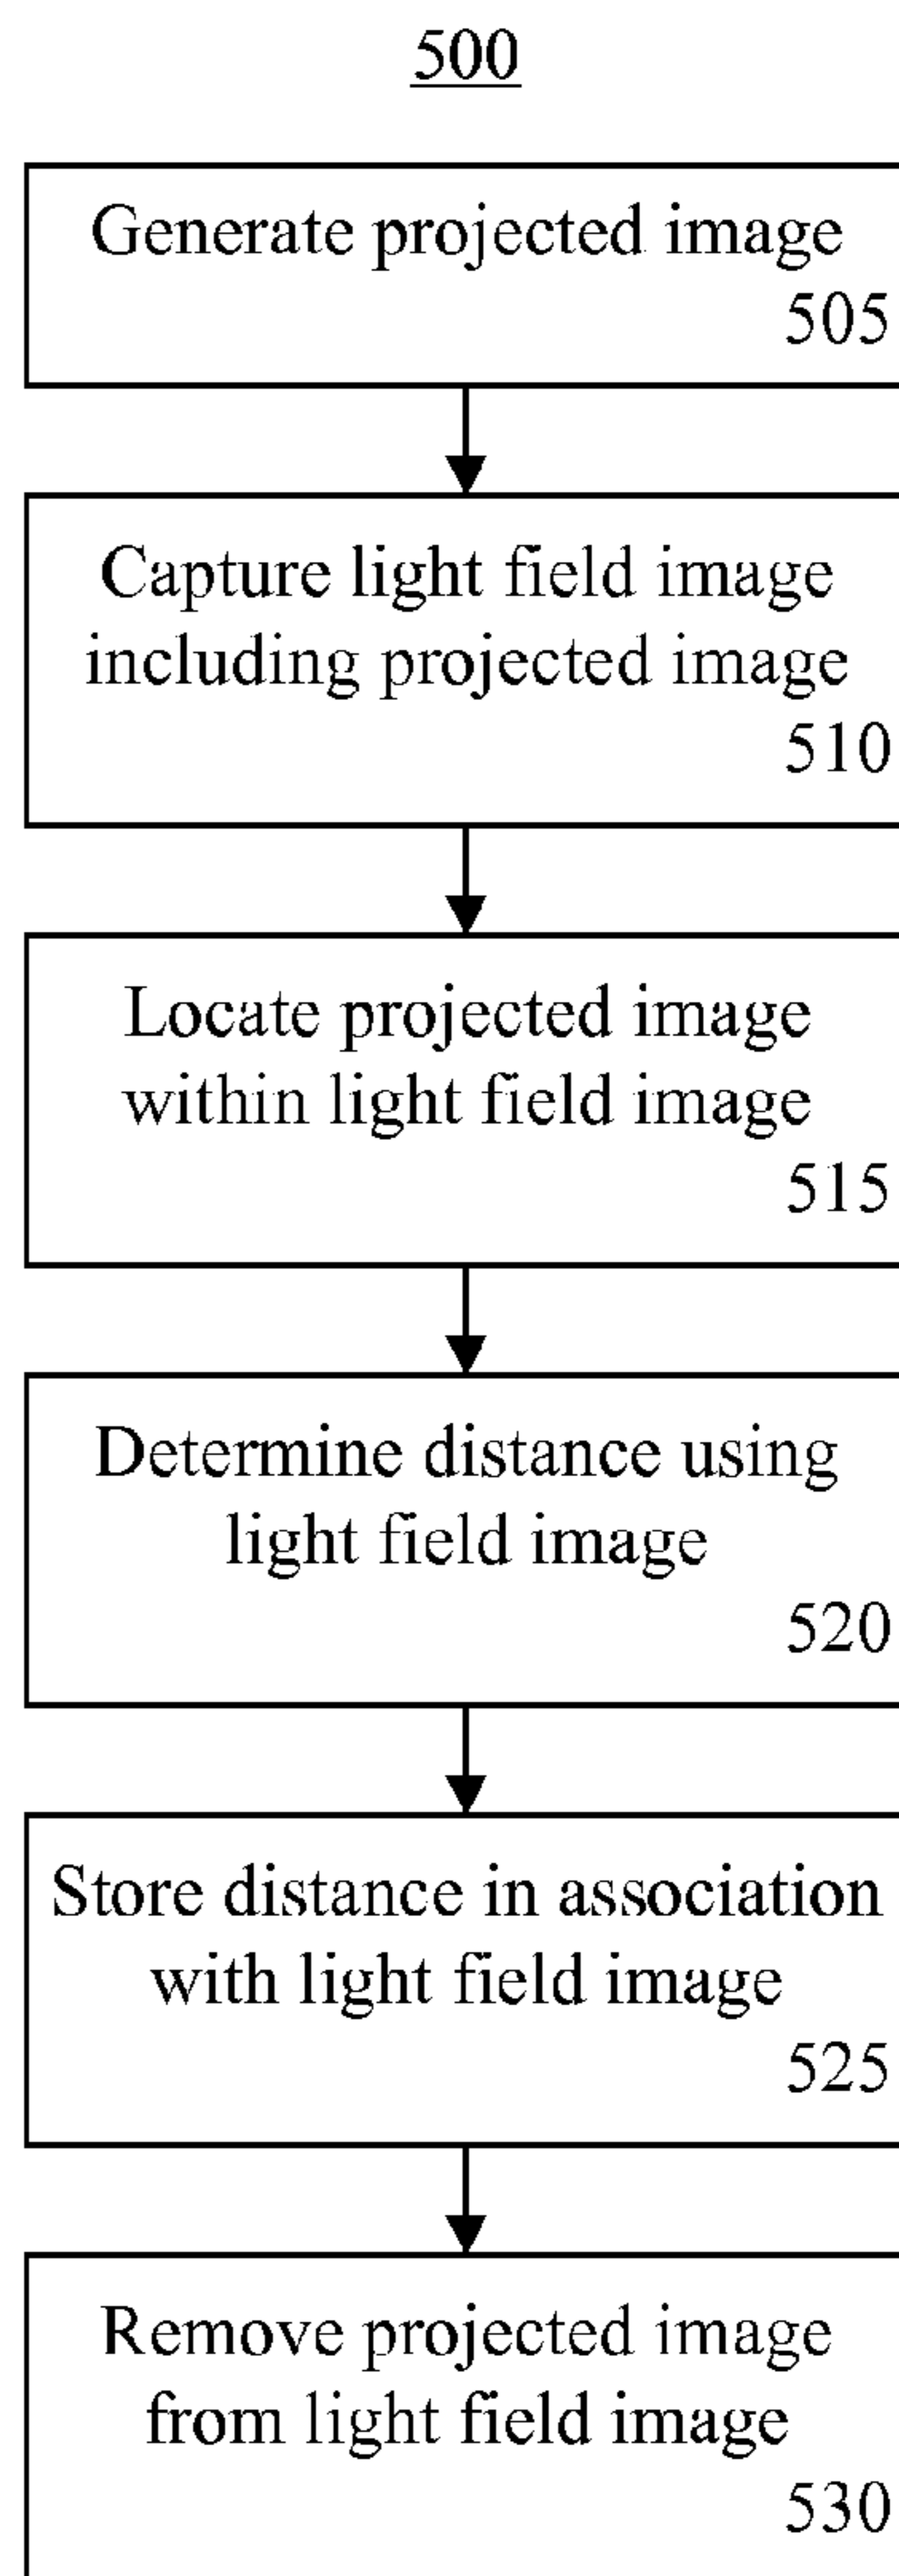 500
Generate projected image
505
Capture light field image
including projected image
510
Locate projected image
within light field image
515
Determine distance using
light field image
520
Store distance in association
with light field image
525
Remove projected image
from light field image
530